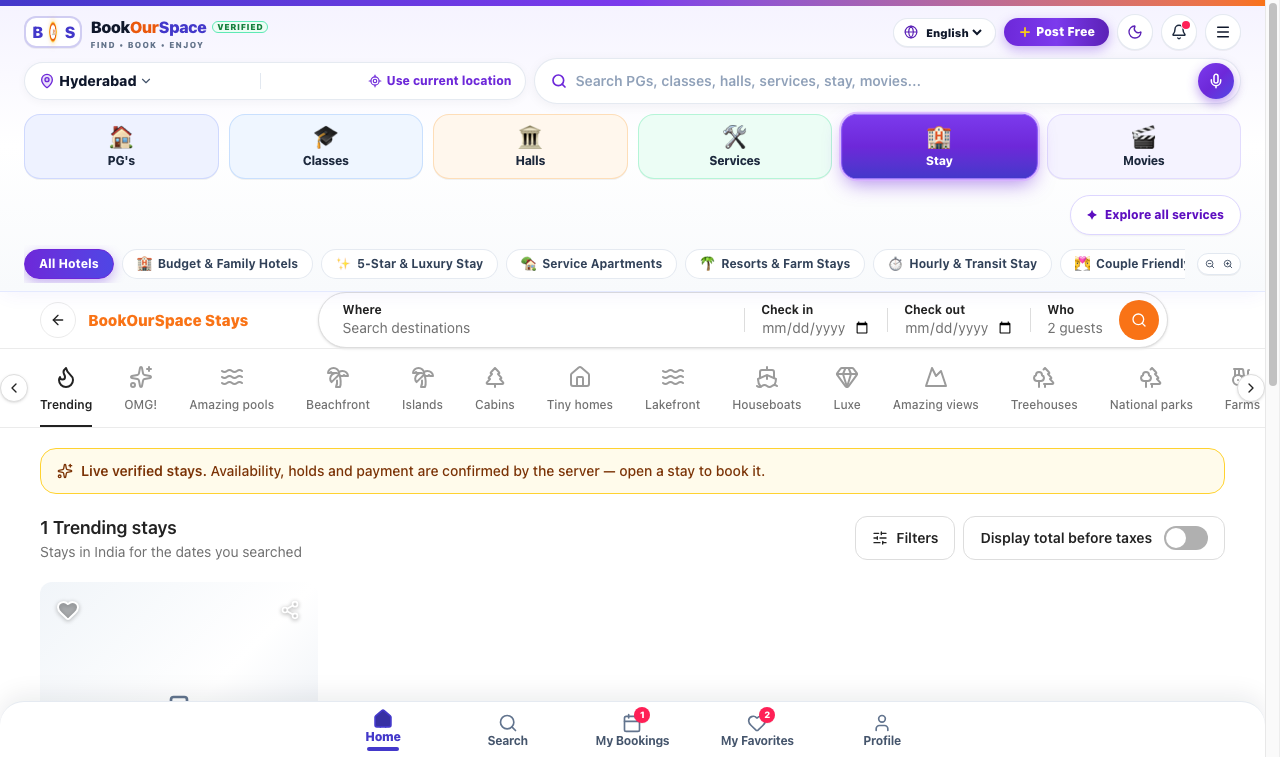 B S BookOurSpace VERIFIED
FIND • BOOK • ENJOY
English
+ Post Free
Hyderabad
Use current location
Search PGs, classes, halls, services, stay, movies...
PG's
Classes
Halls
Services
Stay
Movies
Explore all services
All Hotels
Budget & Family Hotels
5-Star & Luxury Stay
Service Apartments
Resorts & Farm Stays
Hourly & Transit Stay
Couple Friendly
BookOurSpace Stays
Where
Search destinations
Check in
mm/dd/yyyy
Check out
mm/dd/yyyy
Who
2 guests
Trending
OMG!
Amazing pools
Beachfront
Islands
Cabins
Tiny homes
Lakefront
Houseboats
Luxe
Amazing views
Treehouses
National parks
Farms
Live verified stays. Availability, holds and payment are confirmed by the server — open a stay to book it.
1 Trending stays
Stays in India for the dates you searched
Filters
Display total before taxes
Home
Search
1
My Bookings
2
My Favorites
Profile